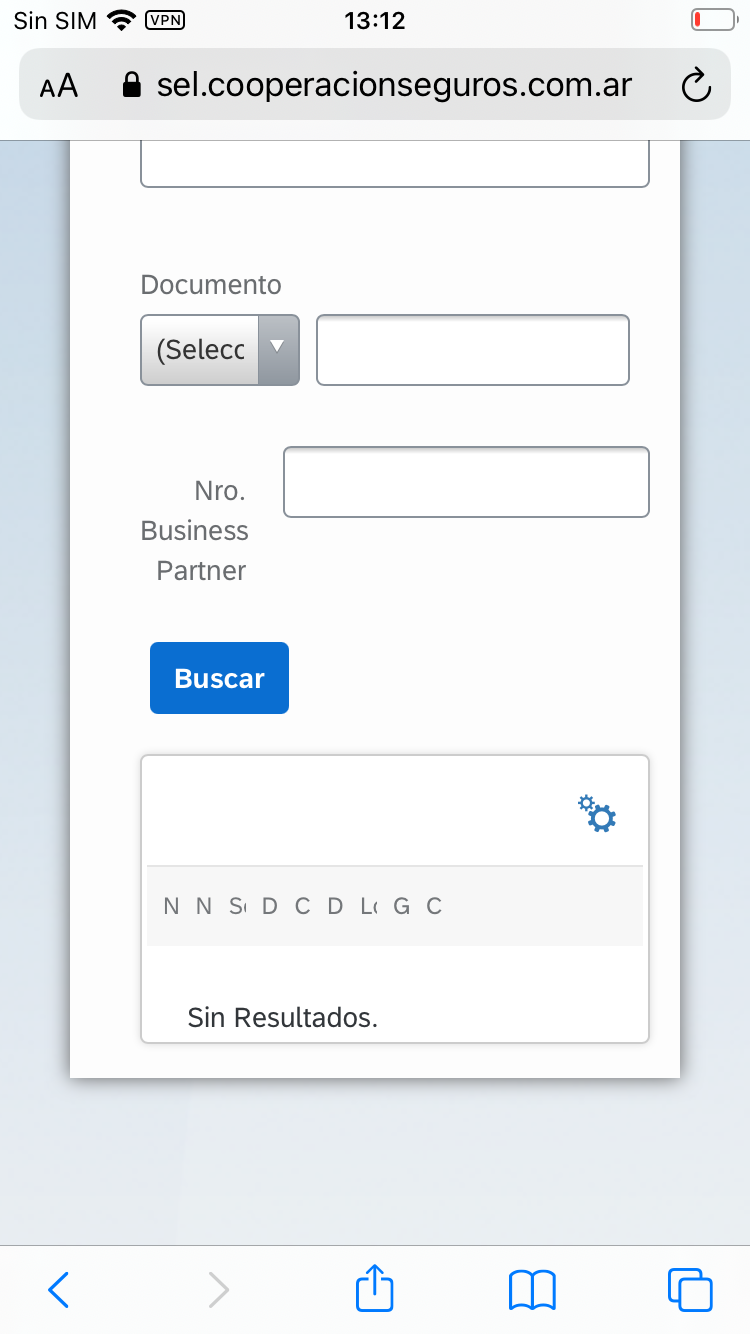 Sin SIM VPN 13:12
AA sel.cooperacionseguros.com.ar
Documento
(Selecc
Nro.
Business
Partner
Buscar
N N S D C D L G C
Sin Resultados.